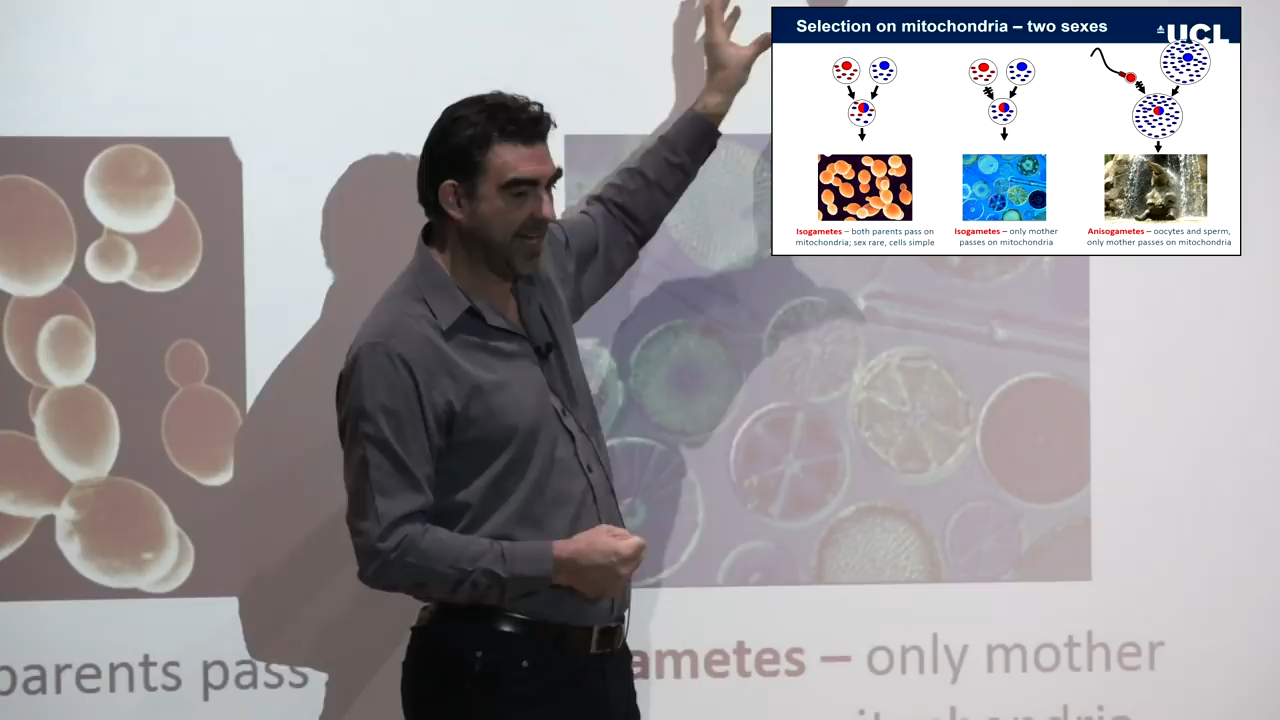 Selection on mitochondria – two sexes
UCL
Isogametes – both parents pass on
mitochondria; sex rare, cells simple
Isogametes – only mother
passes on mitochondria
Anisogametes – oocytes and sperm,
only mother passes on mitochondria
parents pass
ametes – only mother
mitochondria